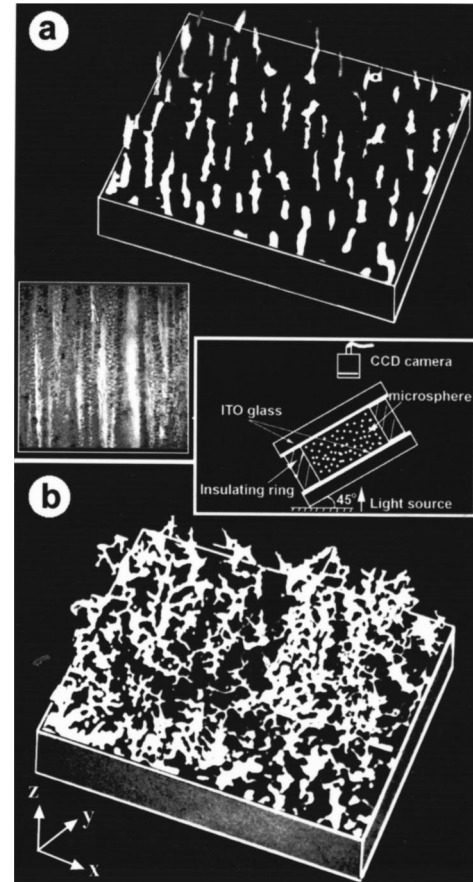 a
CCD camera
microsphere
ITO glass
Insulating ring
45°
Light source
b
z
y
x